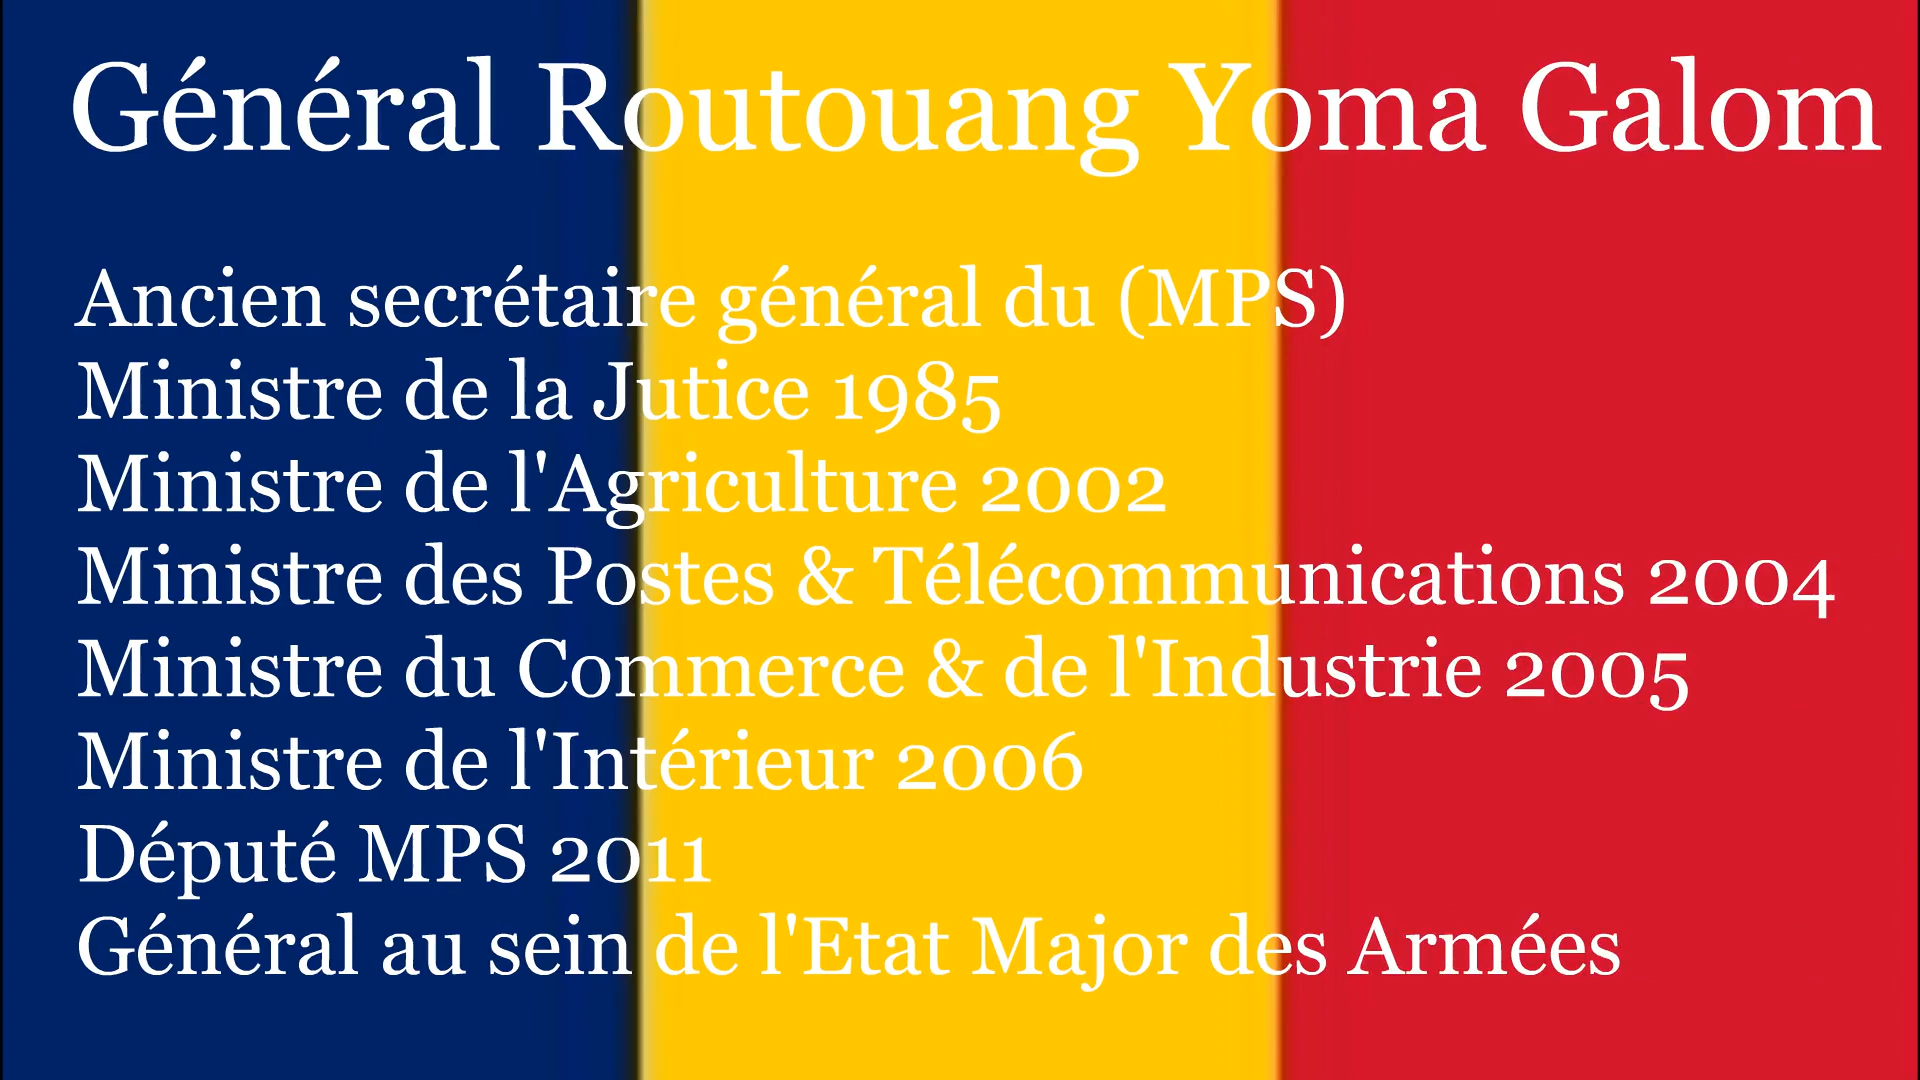 Général Routouang Yoma Galom
Ancien secrétaire général du (MPS)
Ministre de la Jutice 1985
Ministre de l'Agriculture 2002
Ministre des Postes & Télécommunications 2004
Ministre du Commerce & de l'Industrie 2005
Ministre de l'Intérieur 2006
Député MPS 2011
Général au sein de l'Etat Major des Armées